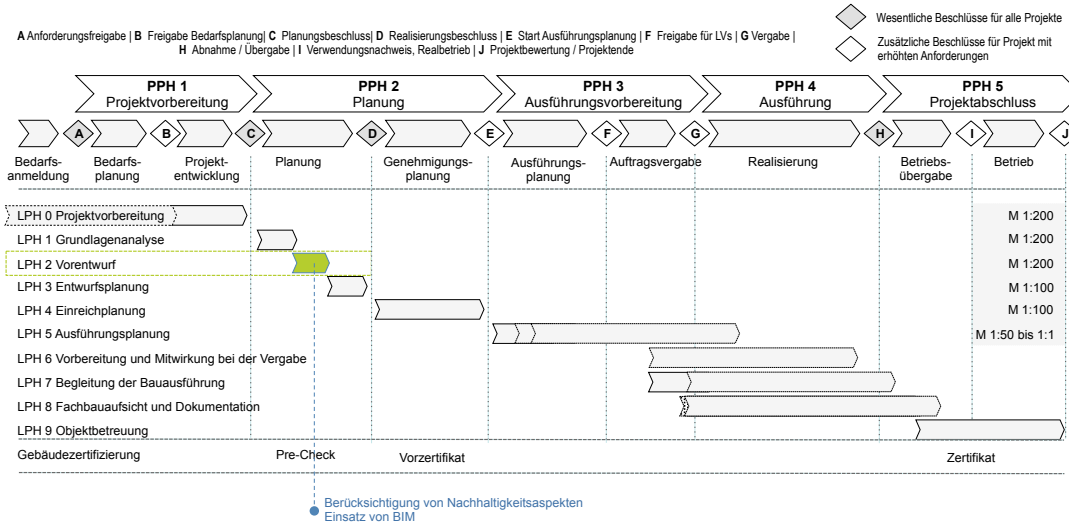 Wesentliche Beschlüsse für alle Projekte
Zusätzliche Beschlüsse für Projekt mit
erhöhten Anforderungen
A Anforderungsfreigabe | B Freigabe Bedarfsplanung| C Planungsbeschluss| D Realisierungsbeschluss | E Start Ausführungsplanung | F Freigabe für LVs | G Vergabe |
H Abnahme / Übergabe | I Verwendungsnachweis, Realbetrieb | J Projektbewertung / Projektende
PPH 1
Projektvorbereitung
PPH 2
Planung
PPH 3
Ausführungsvorbereitung
PPH 4
Ausführung
PPH 5
Projektabschluss
A
B
C
D
E
F
G
H
I
J
Bedarfs-
anmeldung
Bedarfs-
planung
Projekt-
entwicklung
Planung
Genehmigungs-
planung
Ausführungs-
planung
Auftragsvergabe
Realisierung
Betriebs-
übergabe
Betrieb
LPH 0 Projektvorbereitung
M 1:200
LPH 1 Grundlagenanalyse
M 1:200
LPH 2 Vorentwurf
M 1:200
LPH 3 Entwurfsplanung
M 1:100
LPH 4 Einreichplanung
M 1:100
LPH 5 Ausführungsplanung
M 1:50 bis 1:1
LPH 6 Vorbereitung und Mitwirkung bei der Vergabe
LPH 7 Begleitung der Bauausführung
LPH 8 Fachbauaufsicht und Dokumentation
LPH 9 Objektbetreuung
Gebäudezertifizierung
Pre-Check
Vorzertifikat
Zertifikat
Berücksichtigung von Nachhaltigkeitsaspekten
Einsatz von BIM